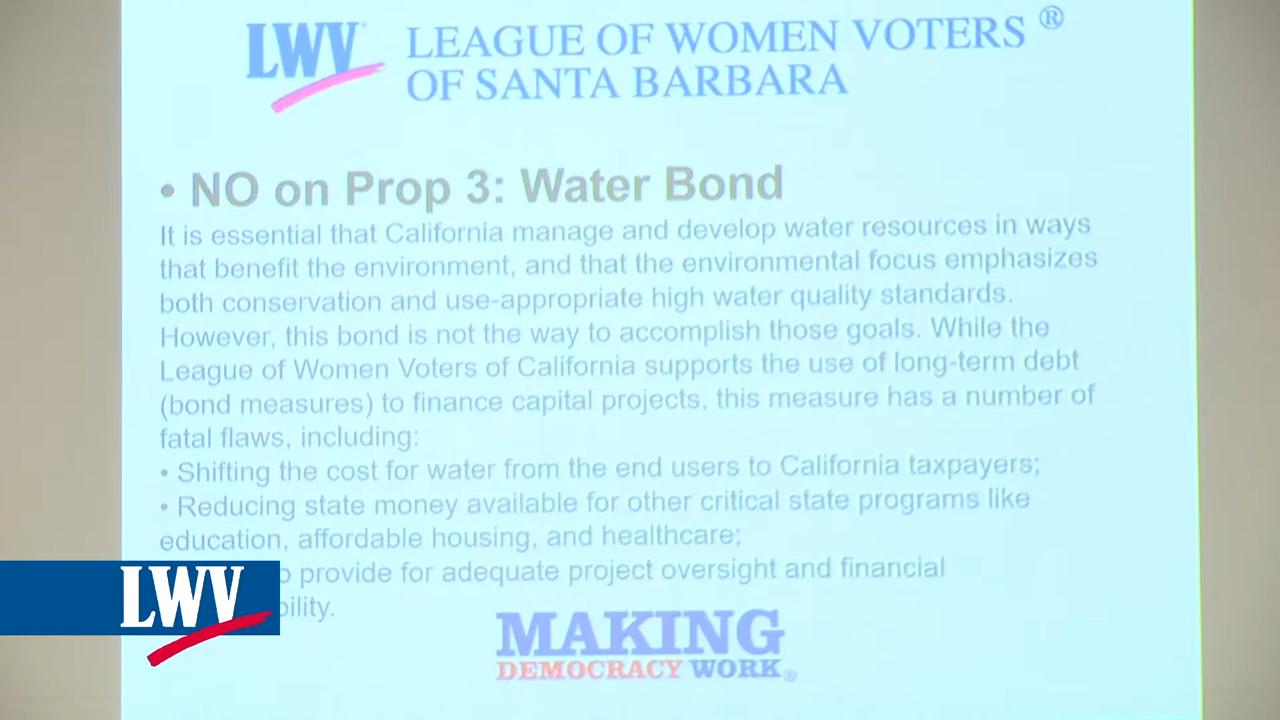 LWV
LEAGUE OF WOMEN VOTERS ®
OF SANTA BARBARA
• NO on Prop 3: Water Bond
It is essential that California manage and develop water resources in ways
that benefit the environment, and that the environmental focus emphasizes
both conservation and use-appropriate high water quality standards.
However, this bond is not the way to accomplish those goals. While the
League of Women Voters of California supports the use of long-term debt
(bond measures) to finance capital projects, this measure has a number of
fatal flaws, including:
• Shifting the cost for water from the end users to California taxpayers;
• Reducing state money available for other critical state programs like
education, affordable housing, and healthcare;
provide for adequate project oversight and financial
LWV
MAKING
DEMOCRACY WORK®